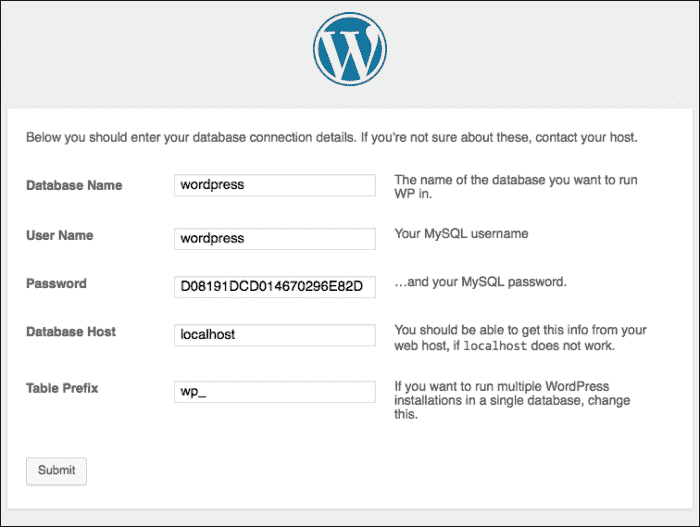 Below you should enter your database connection details. If you're not sure about these, contact your host.
Database Name
wordpress
The name of the database you want to run
WP in.
User Name
wordpress
Your MySQL username
Password
D08191DCD014670296E82D
…and your MySQL password.
Database Host
localhost
You should be able to get this info from your
web host, if localhost does not work.
Table Prefix
wp_
If you want to run multiple WordPress
installations in a single database, change
this.
Submit